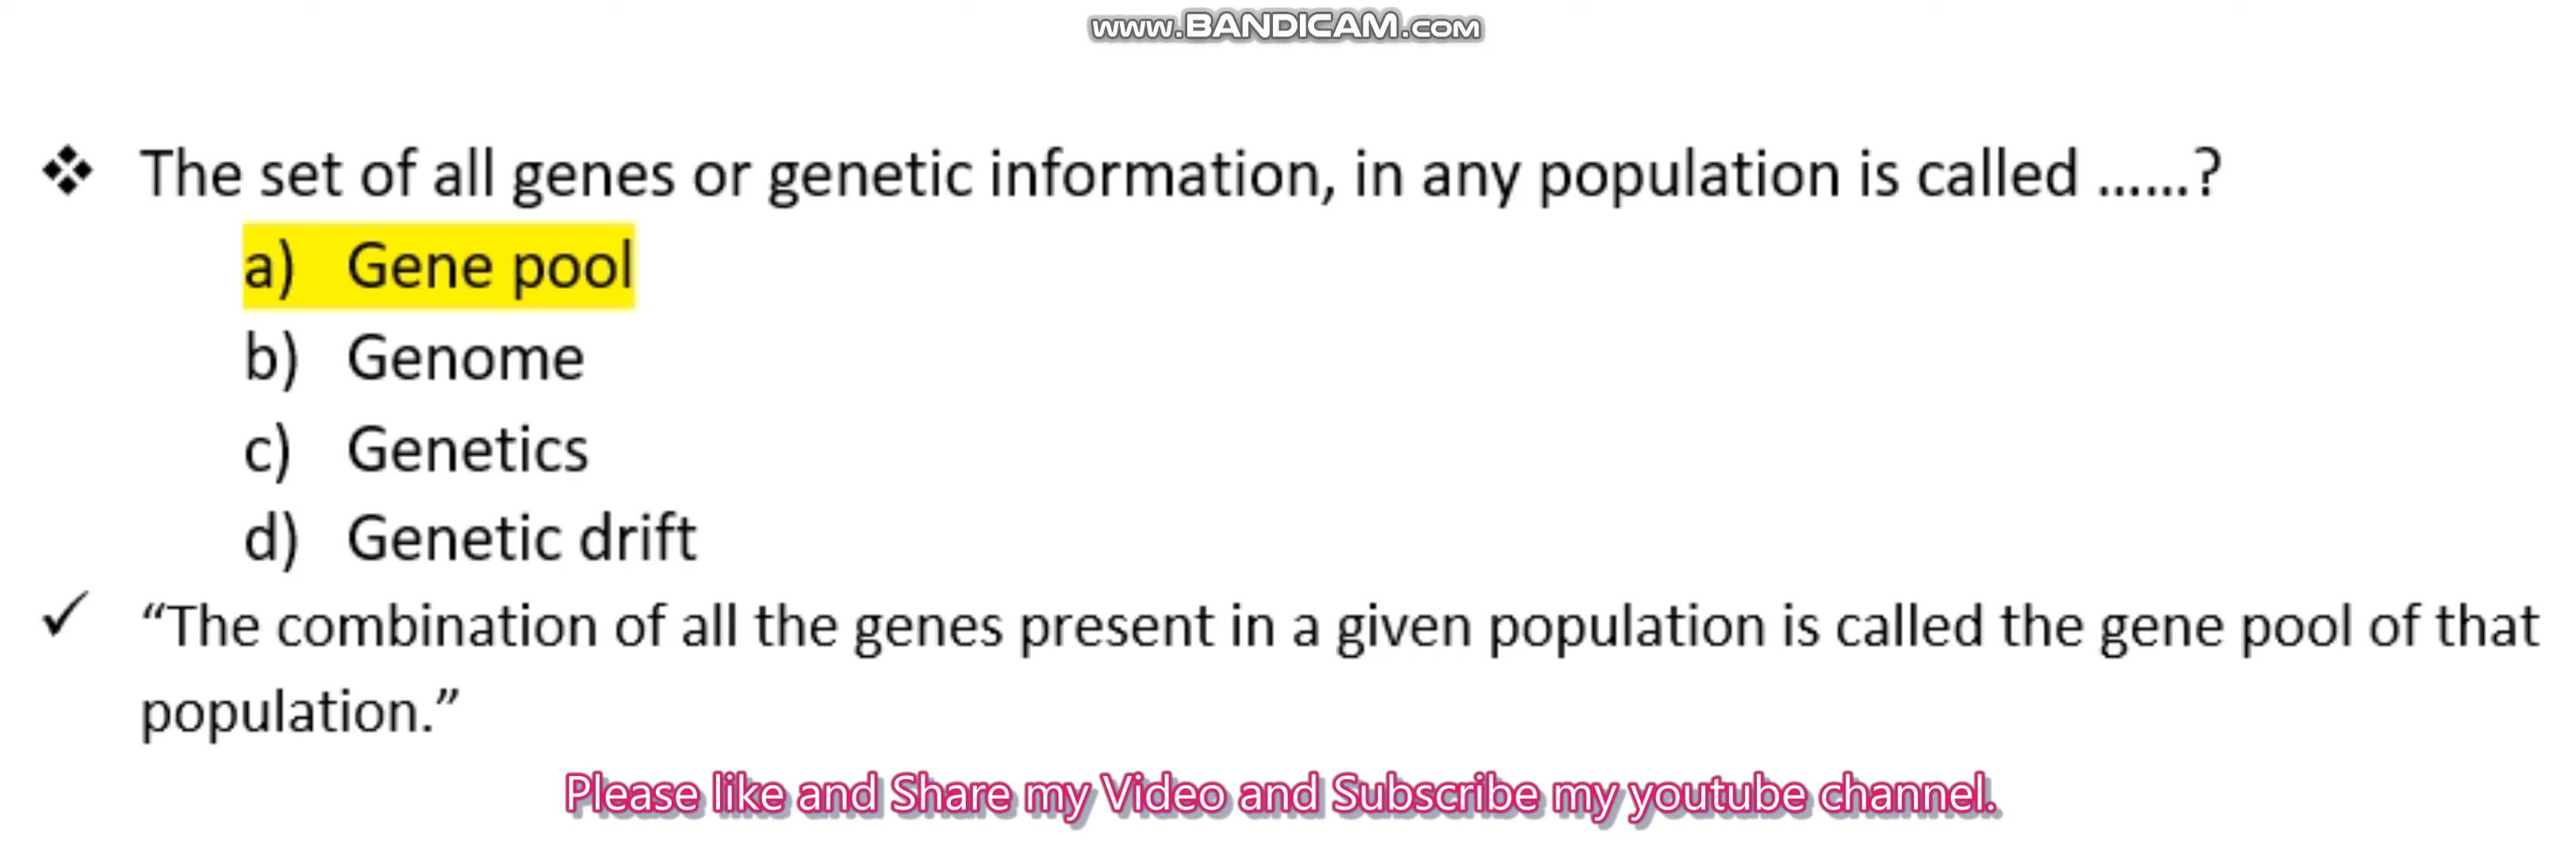 www.BANDICAM.com
❖ The set of all genes or genetic information, in any population is called ......?
a) Gene pool
b) Genome
c) Genetics
d) Genetic drift
✓ “The combination of all the genes present in a given population is called the gene pool of that
population.”
Please like and Share my Video and Subscribe my youtube channel.